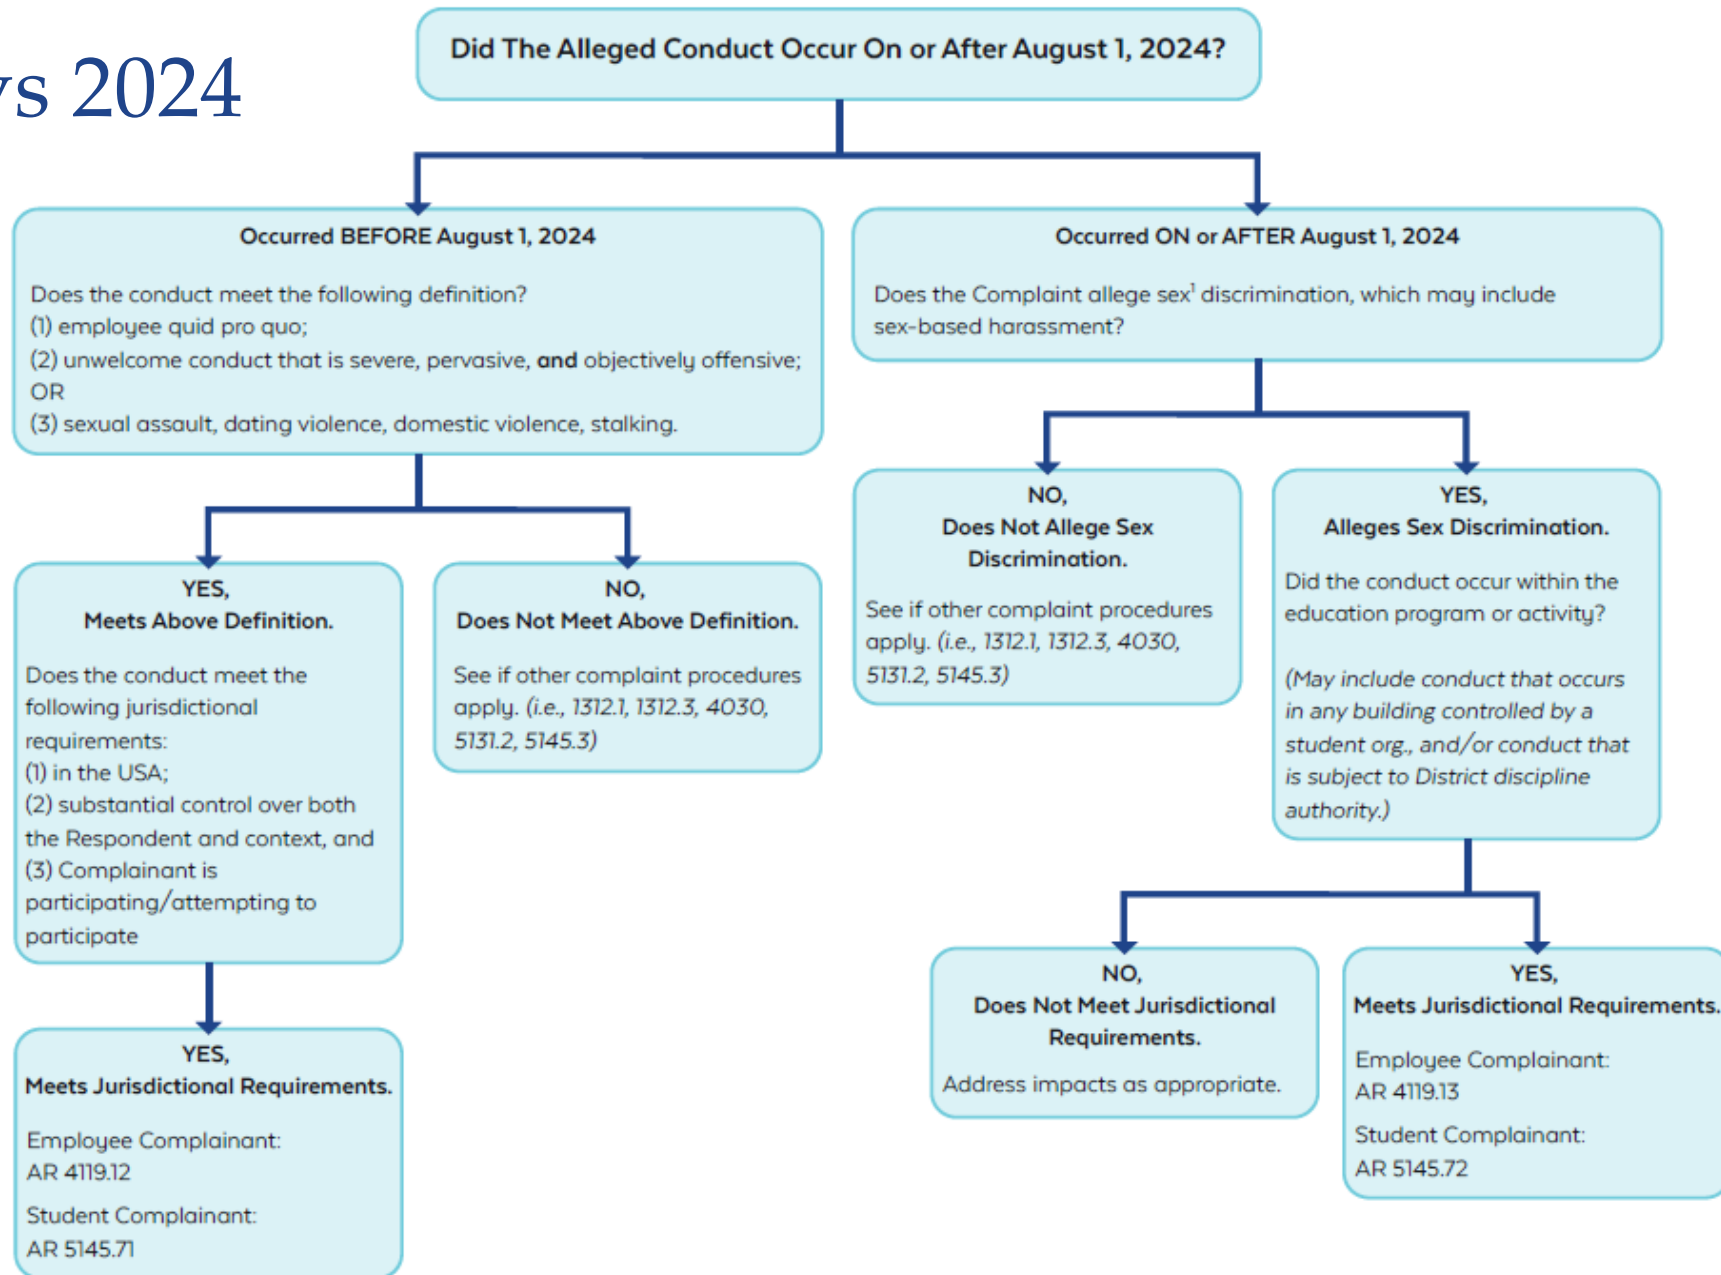 vs 2024
Did The Alleged Conduct Occur On or After August 1, 2024?
Occurred BEFORE August 1, 2024
Does the conduct meet the following definition?
(1) employee quid pro quo;
(2) unwelcome conduct that is severe, pervasive, and objectively offensive;
OR
(3) sexual assault, dating violence, domestic violence, stalking.
Occurred ON or AFTER August 1, 2024
Does the Complaint allege sex¹ discrimination, which may include
sex-based harassment?
YES,
Meets Above Definition.
Does the conduct meet the
following jurisdictional
requirements:
(1) in the USA;
(2) substantial control over both
the Respondent and context, and
(3) Complainant is
participating/attempting to
participate
NO,
Does Not Meet Above Definition.
See if other complaint procedures
apply. (i.e., 1312.1, 1312.3, 4030,
5131.2, 5145.3)
NO,
Does Not Allege Sex
Discrimination.
See if other complaint procedures
apply. (i.e., 1312.1, 1312.3, 4030,
5131.2, 5145.3)
YES,
Alleges Sex Discrimination.
Did the conduct occur within the
education program or activity?
(May include conduct that occurs
in any building controlled by a
student org., and/or conduct that
is subject to District discipline
authority.)
YES,
Meets Jurisdictional Requirements.
Employee Complainant:
AR 4119.12
Student Complainant:
AR 5145.71
NO,
Does Not Meet Jurisdictional
Requirements.
Address impacts as appropriate.
YES,
Meets Jurisdictional Requirements.
Employee Complainant:
AR 4119.13
Student Complainant:
AR 5145.72